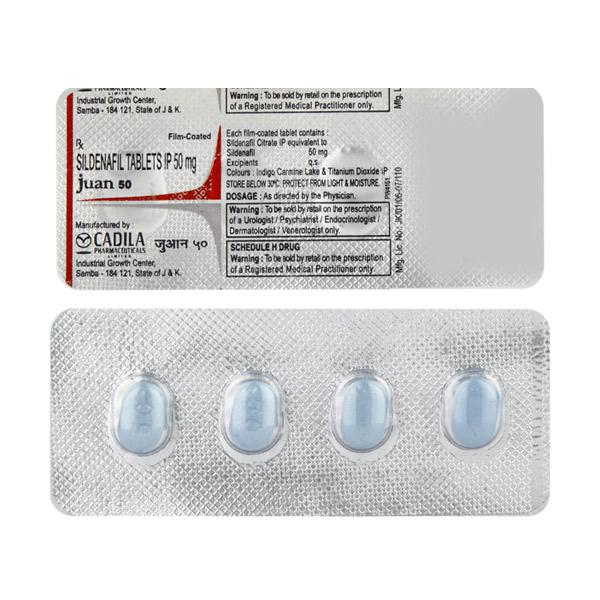 PHARMACEUTICALS
LIMITED
Industrial Growth Center,
Samba - 184 121, State of J & K.
Warning : To be sold by retail on the prescription
of a Registered Medical Practitioner only.
Mfg. L
Rx
Film-Coated
SILDENAFIL TABLETS IP 50 mg
juan 50
Manufactured by :
CADILA
PHARMACEUTICALS
LIMITED
जुआन ५०
Industrial Growth Center,
Samba - 184 121, State of J & K.
Each film-coated tablet contains :
Sildenafil Citrate IP equivalent to
Sildenafil 50 mg
Excipients q.s.
Colours : Indigo Carmine Lake & Titanium Dioxide IP
STORE BELOW 30°C. PROTECT FROM LIGHT & MOISTURE.
DOSAGE : As directed by the Physician.
Warning : To be sold by retail on the prescription
of a Urologist / Psychiatrist / Endocrinologist /
Dermatologist / Venerologist only.
SCHEDULE H DRUG
Warning : To be sold by retail on the prescription
of a Registered Medical Practitioner only.
Mfg. Lic. No.: JK/01/06-07/110